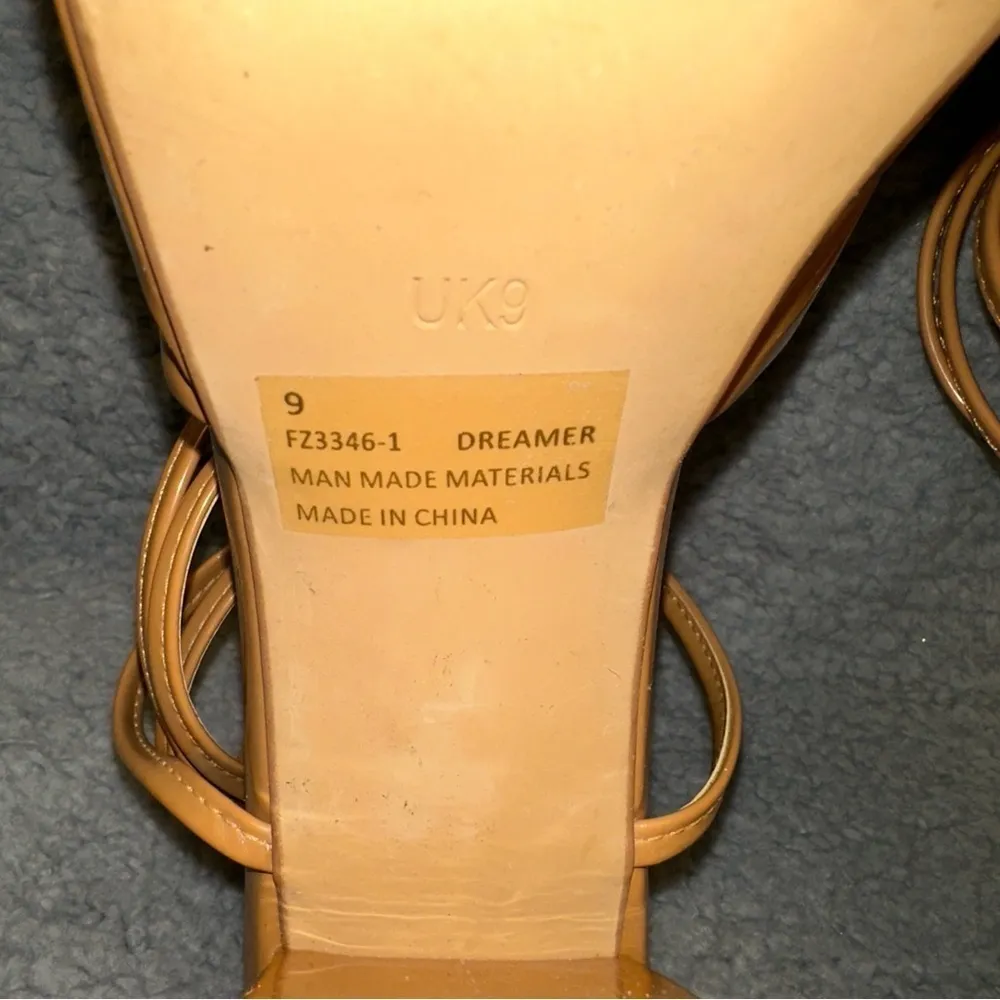 UK9
9
FZ3346-1 DREAMER
MAN MADE MATERIALS
MADE IN CHINA